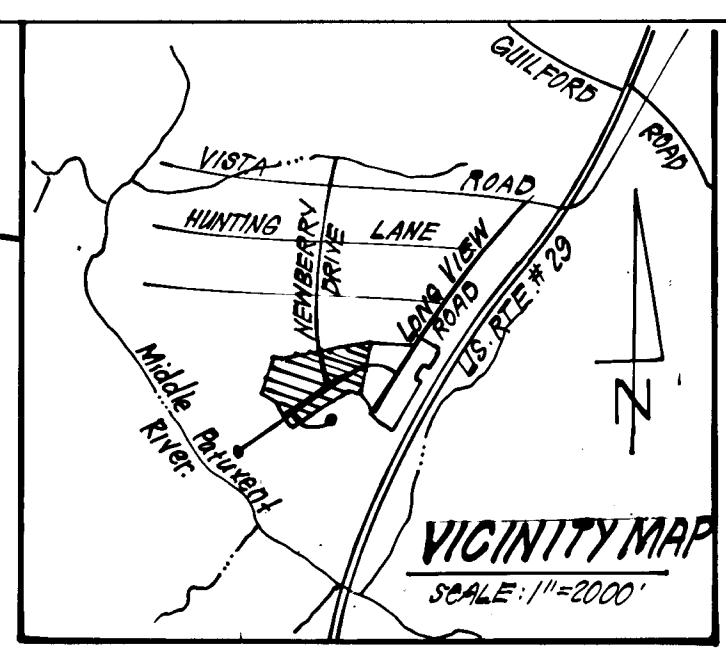 GUILFORD
ROAD
VISTA
ROAD
HUNTING
LANE
NEWBERRY
DRIVE
LONG VIEW
ROAD
U.S. RTE. # 29
Middle Patuxent
River.
N
VICINITY MAP
SCALE: 1"=2000'